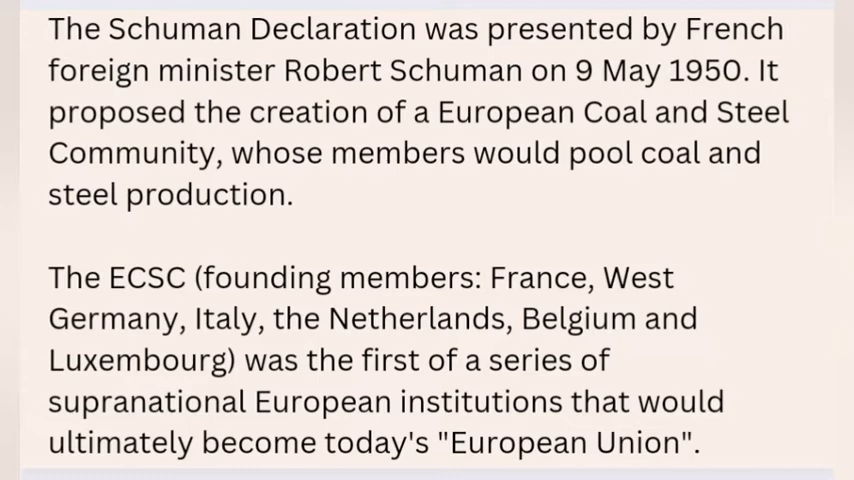 The Schuman Declaration was presented by French
foreign minister Robert Schuman on 9 May 1950. It
proposed the creation of a European Coal and Steel
Community, whose members would pool coal and
steel production.
The ECSC (founding members: France, West
Germany, Italy, the Netherlands, Belgium and
Luxembourg) was the first of a series of
supranational European institutions that would
ultimately become today's "European Union".